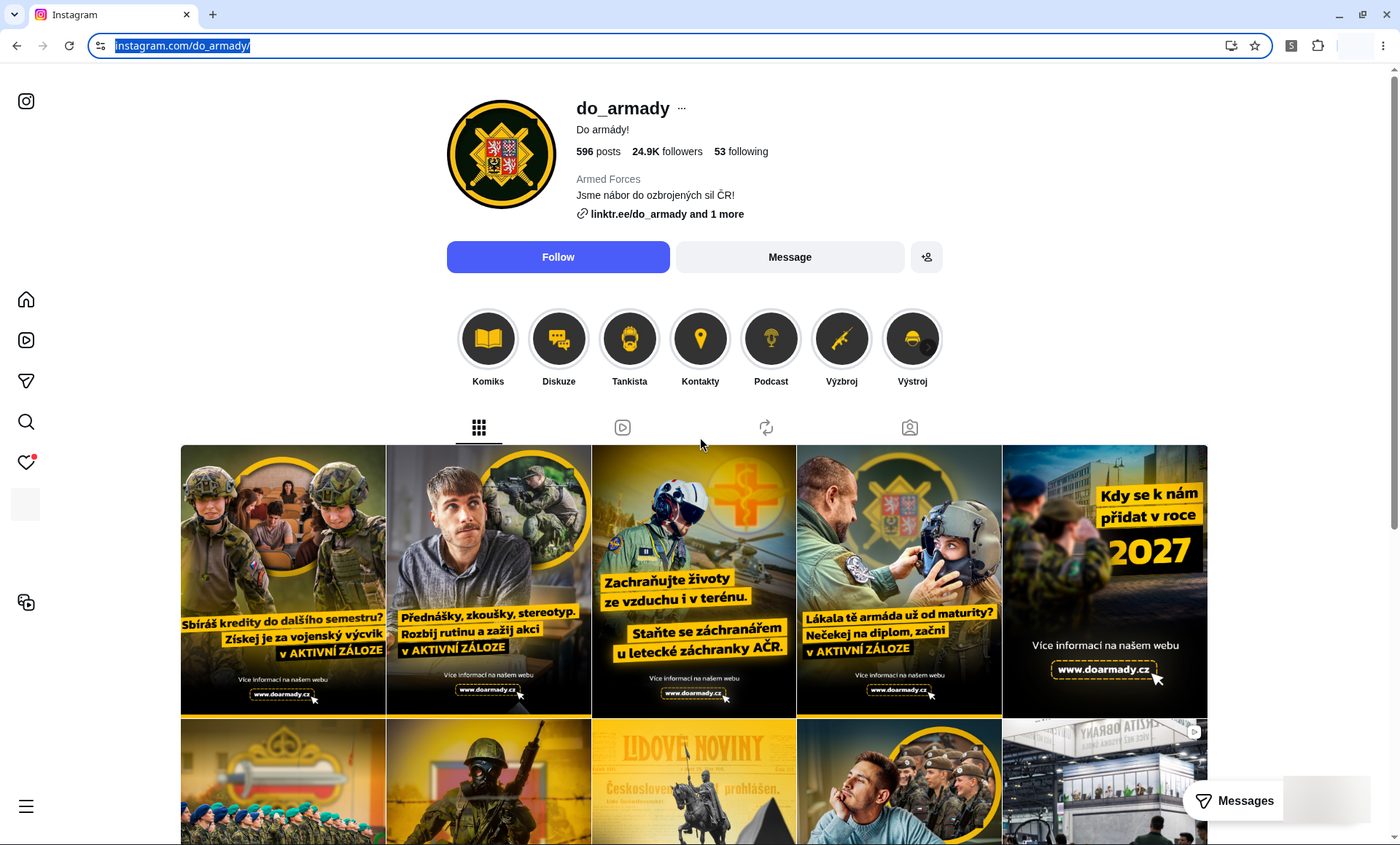 Instagram
instagram.com/do_armady/
S
do_armady ...
Do armády!
596 posts 24.9K followers 53 following
Armed Forces
Jsme nábor do ozbrojených sil ČR!
linktr.ee/do_armady and 1 more
Follow
Message
Komiks
Diskuze
Tankista
Kontakty
Podcast
Výzbroj
Výstroj
Sbíráš kredity do dalšího semestru?
Získej je za vojenský výcvik
v AKTIVNÍ ZÁLOZE
Více informací na našem webu
www.doarmady.cz
Přednášky, zkoušky, stereotyp.
Rozbij rutinu a zažij akci
v AKTIVNÍ ZÁLOZE
Více informací na našem webu
www.doarmady.cz
Zachraňujte životy
ze vzduchu i v terénu.
Staňte se záchranářem
u letecké záchranky AČR.
Více informací na našem webu
www.doarmady.cz
Lákala tě armáda už od maturity?
Nečekej na diplom, začni
v AKTIVNÍ ZÁLOZE
Více informací na našem webu
www.doarmady.cz
Kdy se k nám
přidat v roce
2027
Více informací na našem webu
www.doarmady.cz
LIDOVÉ NOVINY
prohlášen.
Messages